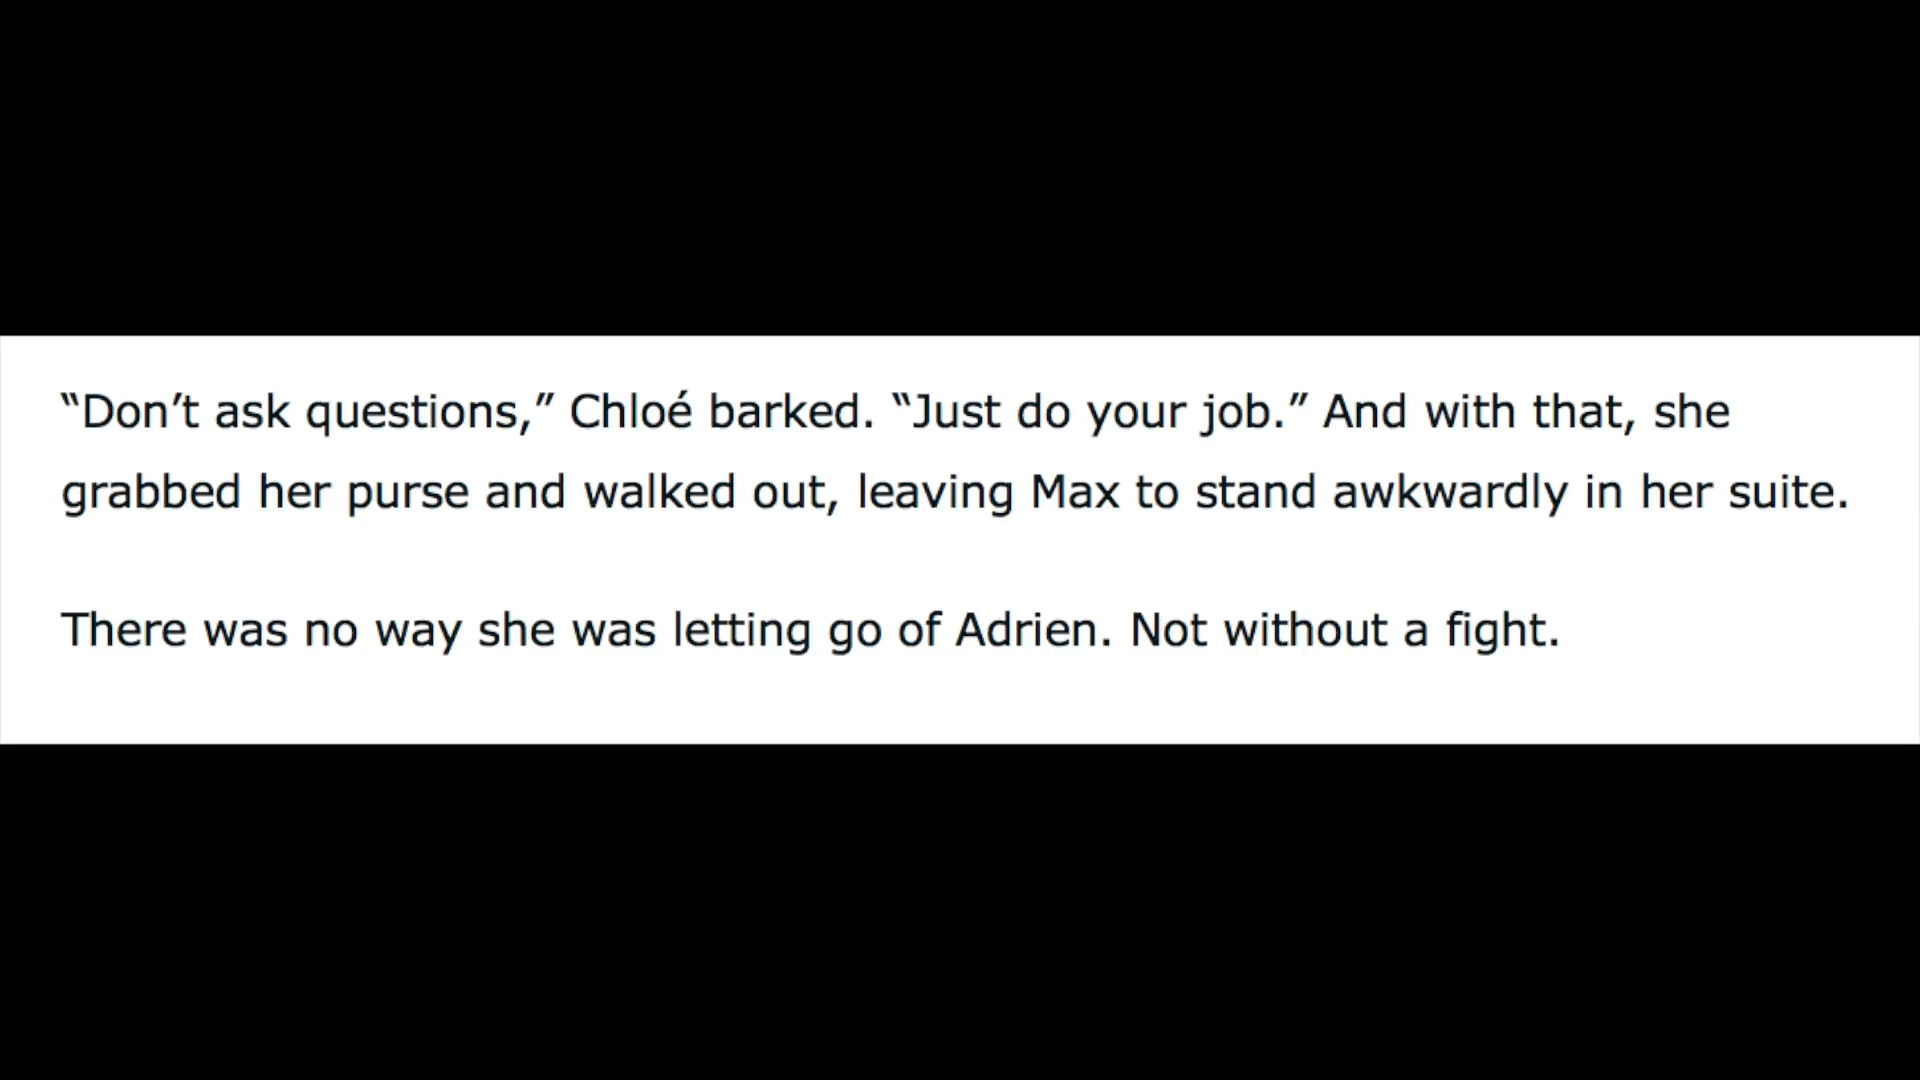 “Don’t ask questions,” Chloé barked. “Just do your job.” And with that, she
grabbed her purse and walked out, leaving Max to stand awkwardly in her suite.
There was no way she was letting go of Adrien. Not without a fight.